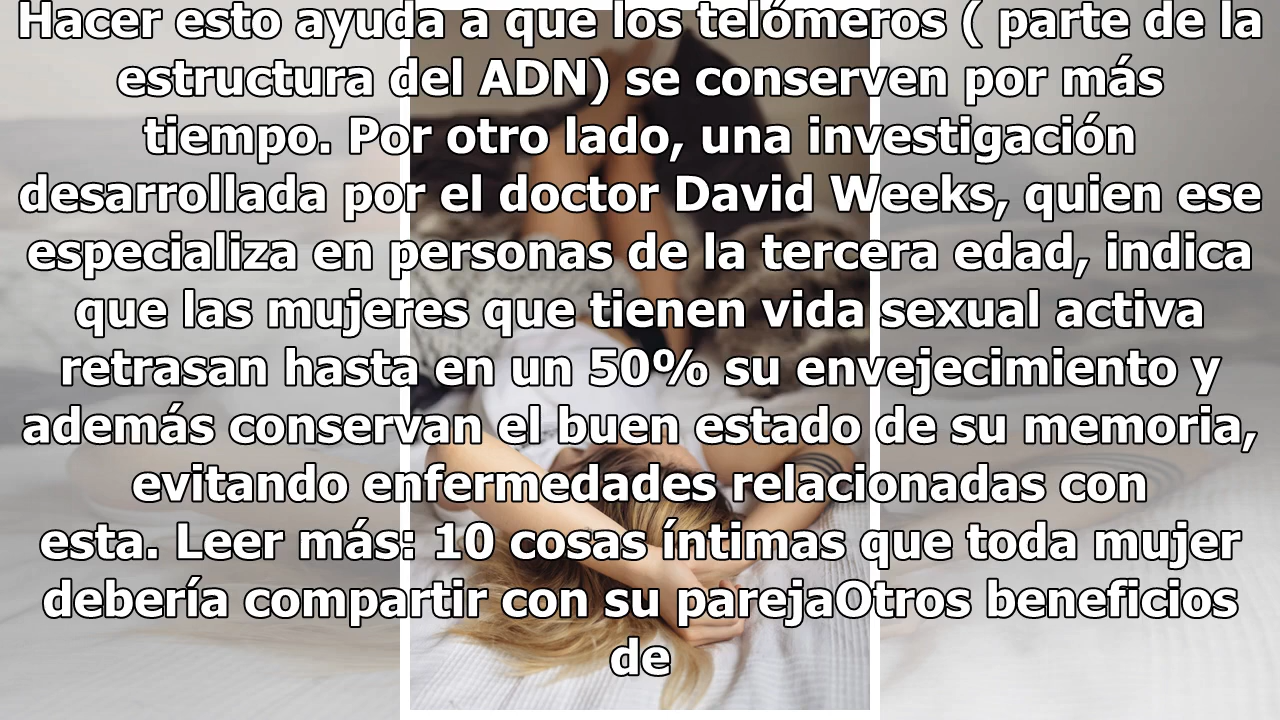 Hacer esto ayuda a que los telómeros ( parte de la
estructura del ADN) se conserven por más
tiempo. Por otro lado, una investigación
desarrollada por el doctor David Weeks, quien ese
especializa en personas de la tercera edad, indica
que las mujeres que tienen vida sexual activa
retrasan hasta en un 50% su envejecimiento y
además conservan el buen estado de su memoria,
evitando enfermedades relacionadas con
esta. Leer más: 10 cosas íntimas que toda mujer
debería compartir con su parejaOtros beneficios
de